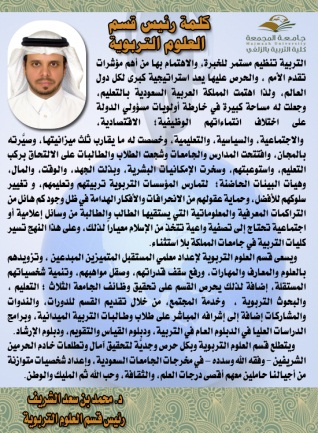 كلمة رئيس قسم
العلوم التربوية
جامعة المجمعة
Majmaah University
كلية التربية بالزلفي
التربية تنظيم مستمر للخبرة، والاهتمام بها من أهم مؤشرات
تقدم الأمم، والحرص عليها يعد استراتيجية كبرى لكل دول
العالم، ولذا اهتمت المملكة العربية السعودية بالتعليم،
وجعلت له مساحة كبيرة في خارطة أولويات مسؤولي الدولة
على اختلاف انتماءاتهم الوظيفية؛ الاقتصادية،
والاجتماعية، والسياسية، والتعليمية، وخصصت له ما يقارب ثلث ميزانيتها، وصيّرته
بالمجان، وافتتحت المدارس والجامعات وشجعت الطلاب والطالبات على الالتحاق بركب
التعليم، واستوعبتهم، وسخرت الإمكانيات البشرية، وبذلك الجهد، والوقت، والمال،
وهيأت البيئات الحاضنة؛ لتمارس المؤسسات التربوية تربيتهم وتعليمهم، و تغيير
سلوكهم للأفضل، وحماية عقولهم من الانحرافات والأفكار الهدامة في ظل وجود كم هائل من
التراكمات المعرفية والمعلوماتية التي يستقيها الطالب والطالبة من وسائل إعلامية أو
اجتماعية تحتاج إلى تصفية واعية تتخذ من الإسلام معياراً لذلك، وعلى هذا النهج تسير
كليات التربية في جامعات المملكة بلا استثناء.
ويسعى قسم العلوم التربوية لإعداد معلمي المستقبل المتميزين المبدعين، وتزويدهم
بالعلوم والمعارف والمهارات، ورفع سقف قدراتهم، وصقل مواهبهم، وتنمية شخصياتهم
المستقلة، إضافة لذلك يحرص القسم على تحقيق وظائف الجامعة الثلاث؛ التعليم،
والبحوث التربوية، وخدمة المجتمع، من خلال تقديم القسم للدورات، والندوات
والمشاركات إضافة إلى إشرافه المباشر على طلاب وطالبات التربية الميدانية، وبرامج
الدراسات العليا في الدبلوم العام في التربية، ودبلوم القياس والتقويم، ودبلوم الإرشاد.
ويتطلع قسم العلوم التربوية وبكل حرص وجدية لتحقيق آمال وتطلعات خادم الحرمين
الشريفين - وفقه الله وسدده - في مخرجات الجامعات السعودية، وإعداد شخصيات متوازنة
من أجيالنا حاملين معهم أقصى درجات العلم، والثقافة، وحب الله ثم المليك والوطن.
د. محمد بن سعد الشريف
رئيس قسم العلوم التربوية